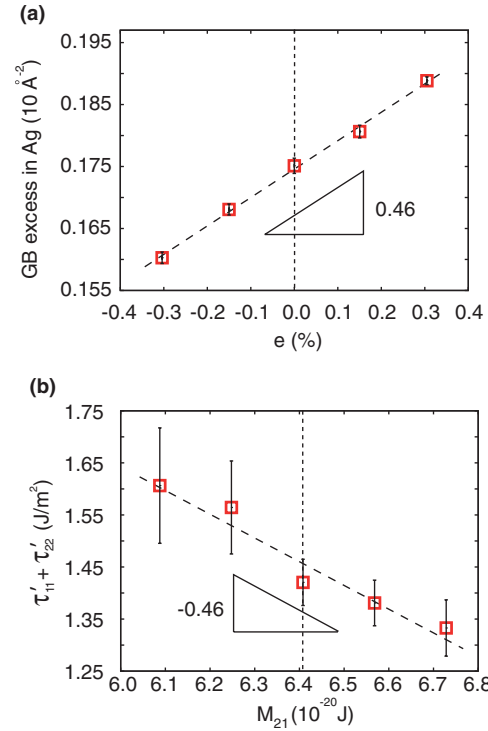 (a)
GB excess in Ag (10 Å⁻²)
0.195
0.185
0.175
0.165
0.155
0.46
-0.4 -0.3 -0.2 -0.1 0.0 0.1 0.2 0.3 0.4
e (%)
(b)
τ′₁₁ + τ′₂₂ (J/m²)
1.75
1.65
1.55
1.45
1.35
1.25
-0.46
6.0 6.1 6.2 6.3 6.4 6.5 6.6 6.7 6.8
M₂₁(10⁻²⁰J)